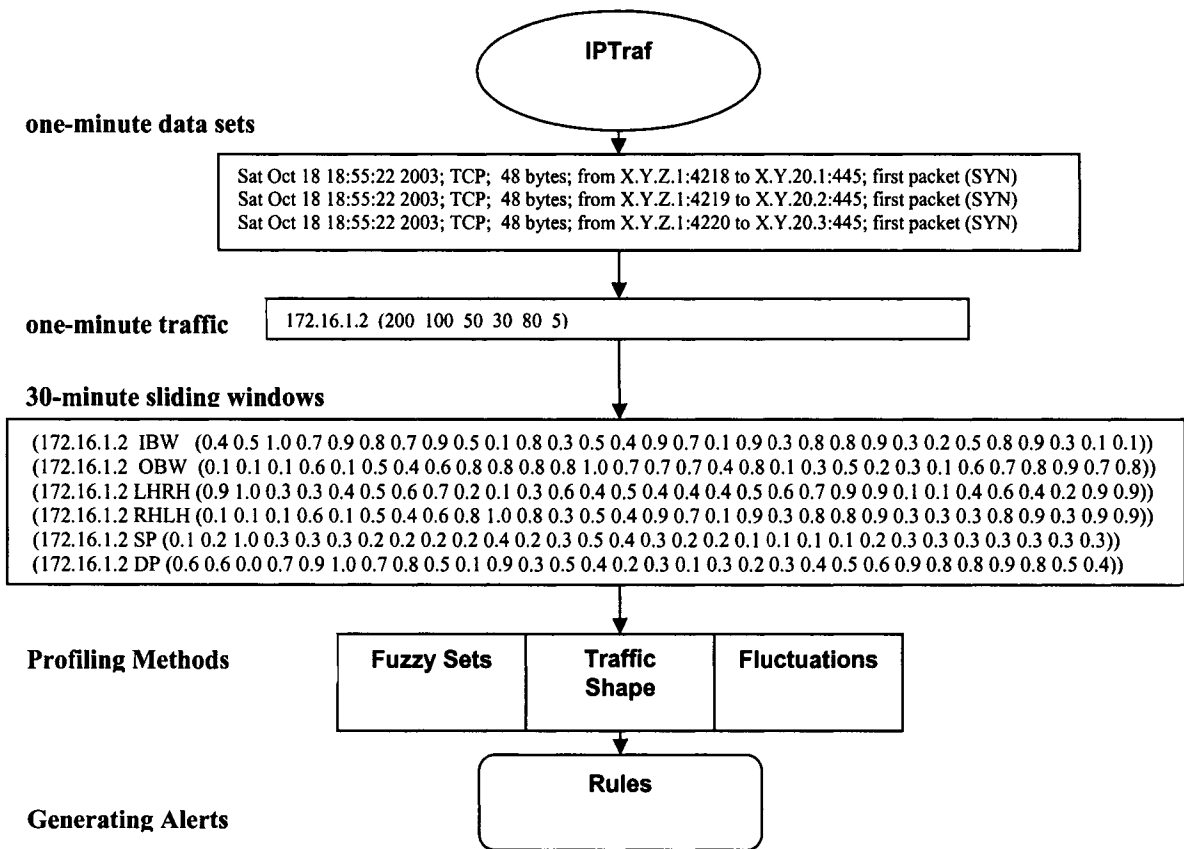 IPTraf
one-minute data sets
Sat Oct 18 18:55:22 2003; TCP; 48 bytes; from X.Y.Z.1:4218 to X.Y.20.1:445; first packet (SYN)
Sat Oct 18 18:55:22 2003; TCP; 48 bytes; from X.Y.Z.1:4219 to X.Y.20.2:445; first packet (SYN)
Sat Oct 18 18:55:22 2003; TCP; 48 bytes; from X.Y.Z.1:4220 to X.Y.20.3:445; first packet (SYN)
one-minute traffic
172.16.1.2 (200 100 50 30 80 5)
30-minute sliding windows
(172.16.1.2 IBW (0.4 0.5 1.0 0.7 0.9 0.8 0.7 0.9 0.5 0.1 0.8 0.3 0.5 0.4 0.9 0.7 0.1 0.9 0.3 0.8 0.8 0.9 0.3 0.2 0.5 0.8 0.9 0.3 0.1 0.1))
(172.16.1.2 OBW (0.1 0.1 0.1 0.6 0.1 0.5 0.4 0.6 0.8 0.8 0.8 0.8 1.0 0.7 0.7 0.7 0.4 0.8 0.1 0.3 0.5 0.2 0.3 0.1 0.6 0.7 0.8 0.9 0.7 0.8))
(172.16.1.2 LHRH (0.9 1.0 0.3 0.3 0.4 0.5 0.6 0.7 0.2 0.1 0.3 0.6 0.4 0.5 0.4 0.4 0.4 0.5 0.6 0.7 0.9 0.9 0.1 0.1 0.4 0.6 0.4 0.2 0.9 0.9))
(172.16.1.2 RHLH (0.1 0.1 0.1 0.6 0.1 0.5 0.4 0.6 0.8 1.0 0.8 0.3 0.5 0.4 0.9 0.7 0.1 0.9 0.3 0.8 0.8 0.9 0.3 0.3 0.3 0.8 0.9 0.3 0.9 0.9))
(172.16.1.2 SP (0.1 0.2 1.0 0.3 0.3 0.3 0.2 0.2 0.2 0.2 0.4 0.2 0.3 0.5 0.4 0.3 0.2 0.2 0.1 0.1 0.1 0.1 0.2 0.3 0.3 0.3 0.3 0.3 0.3 0.3))
(172.16.1.2 DP (0.6 0.6 0.0 0.7 0.9 1.0 0.7 0.8 0.5 0.1 0.9 0.3 0.5 0.4 0.2 0.3 0.1 0.3 0.2 0.3 0.4 0.5 0.6 0.9 0.8 0.8 0.9 0.8 0.5 0.4))
Profiling Methods
Fuzzy Sets
Traffic
Shape
Fluctuations
Rules
Generating Alerts